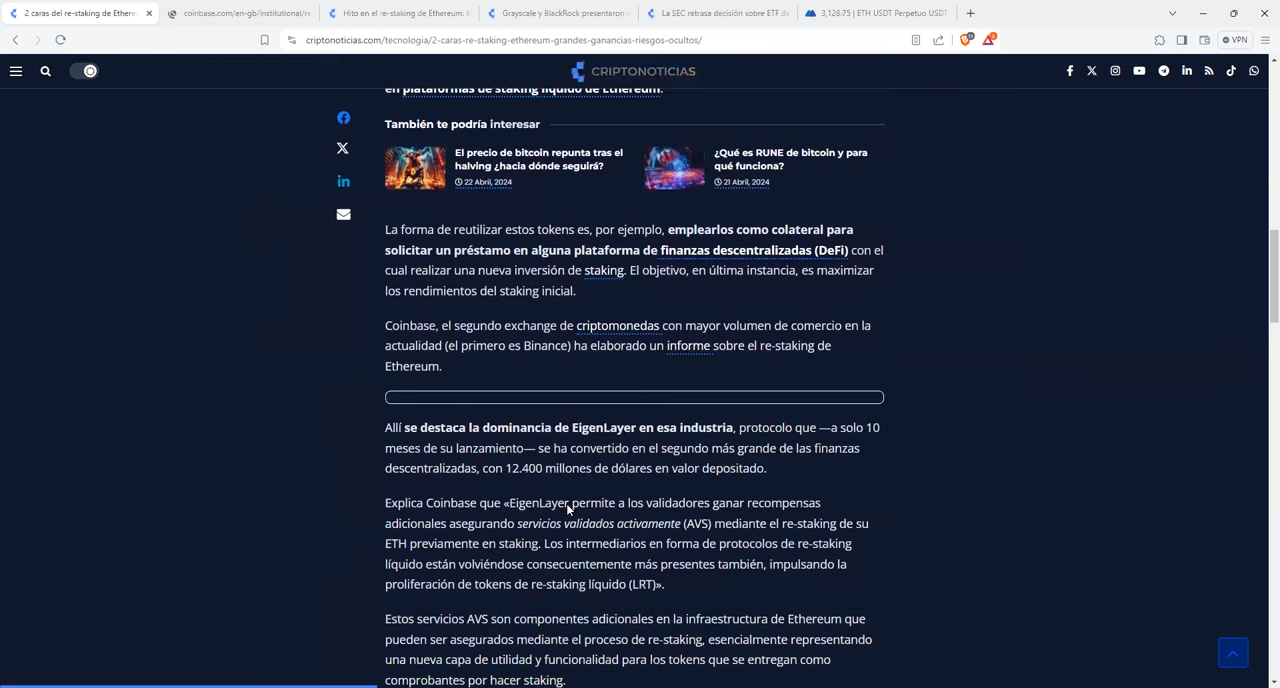 2 caras del re-staking de Ethere
coinbase.com/en-gb/institutional/re
Hito en el re-staking de Ethereum: E
Grayscale y BlackRock presentaron
La SEC retrasa decisión sobre ETF d
3,128.75 | ETH USDT Perpetuo USDT
criptonoticias.com/tecnologia/2-caras-re-staking-ethereum-grandes-ganancias-riesgos-ocultos/
VPN
CRIPTONOTICIAS
en plataformas de staking líquido de Ethereum.
También te podría interesar
El precio de bitcoin repunta tras el
halving ¿hacia dónde seguirá?
22 Abril, 2024
¿Qué es RUNE de bitcoin y para
qué funciona?
21 Abril, 2024
La forma de reutilizar estos tokens es, por ejemplo, emplearlos como colateral para
solicitar un préstamo en alguna plataforma de finanzas descentralizadas (DeFi) con el
cual realizar una nueva inversión de staking. El objetivo, en última instancia, es maximizar
los rendimientos del staking inicial.
Coinbase, el segundo exchange de criptomonedas con mayor volumen de comercio en la
actualidad (el primero es Binance) ha elaborado un informe sobre el re-staking de
Ethereum.
Allí se destaca la dominancia de EigenLayer en esa industria, protocolo que —a solo 10
meses de su lanzamiento— se ha convertido en el segundo más grande de las finanzas
descentralizadas, con 12.400 millones de dólares en valor depositado.
Explica Coinbase que «EigenLayer permite a los validadores ganar recompensas
adicionales asegurando servicios validados activamente (AVS) mediante el re-staking de su
ETH previamente en staking. Los intermediarios en forma de protocolos de re-staking
líquido están volviéndose consecuentemente más presentes también, impulsando la
proliferación de tokens de re-staking líquido (LRT)».
Estos servicios AVS son componentes adicionales en la infraestructura de Ethereum que
pueden ser asegurados mediante el proceso de re-staking, esencialmente representando
una nueva capa de utilidad y funcionalidad para los tokens que se entregan como
comprobantes por hacer staking.